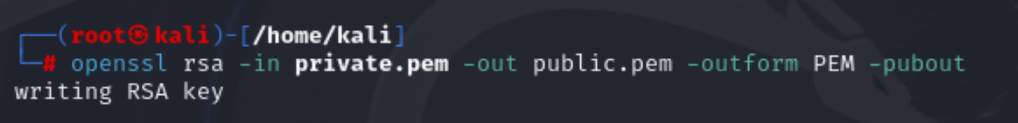 ┌──(root㉿kali)-[/home/kali]
└─# openssl rsa -in private.pem -out public.pem -outform PEM -pubout
writing RSA key